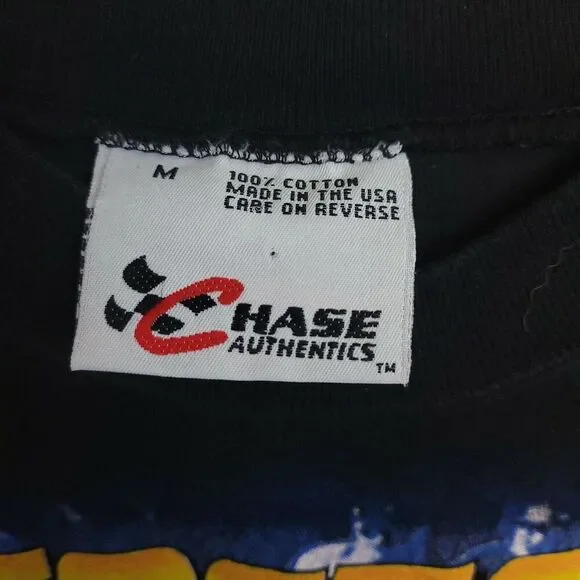 M
100% COTTON
MADE IN THE USA
CARE ON REVERSE
CHASE
AUTHENTICS
TM